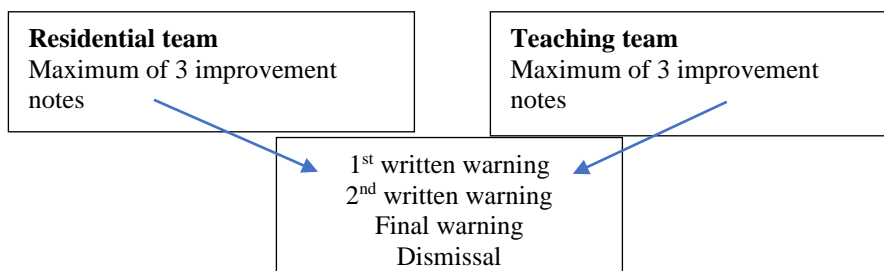 Residential team
Maximum of 3 improvement
notes
Teaching team
Maximum of 3 improvement
notes
1st written warning
2nd written warning
Final warning
Dismissal